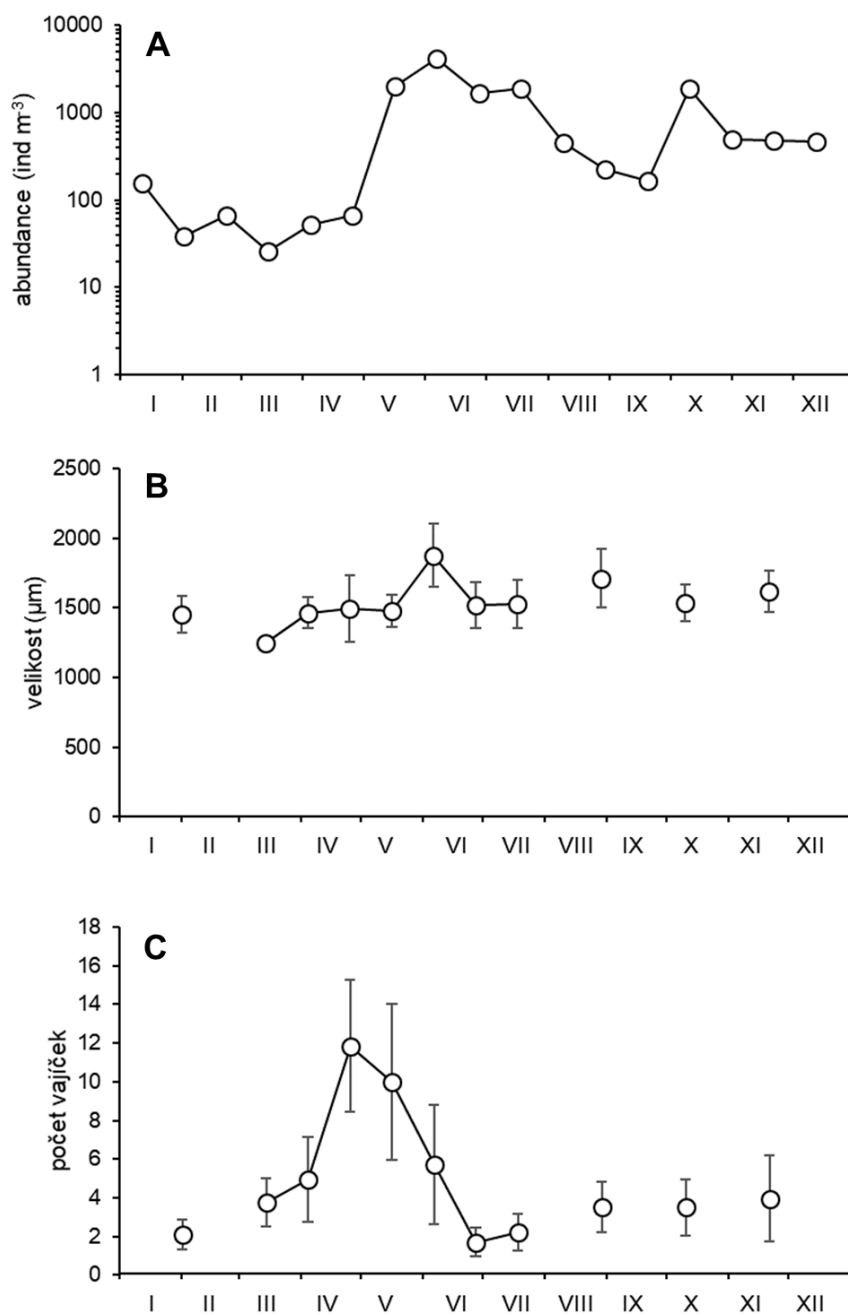 A
abundance (ind m-3)
10000
1000
100
10
1
I II III IV V VI VII VIII IX X XI XII
B
velikost (µm)
2500
2000
1500
1000
500
0
I II III IV V VI VII VIII IX X XI XII
C
počet vajíček
18
16
14
12
10
8
6
4
2
0
I II III IV V VI VII VIII IX X XI XII